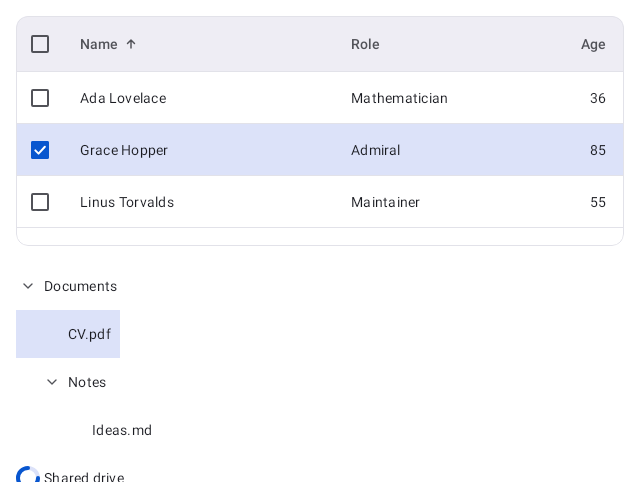 Name Role Age
Ada Lovelace Mathematician 36
Grace Hopper Admiral 85
Linus Torvalds Maintainer 55
Documents
CV.pdf
Notes
Ideas.md
Shared drive